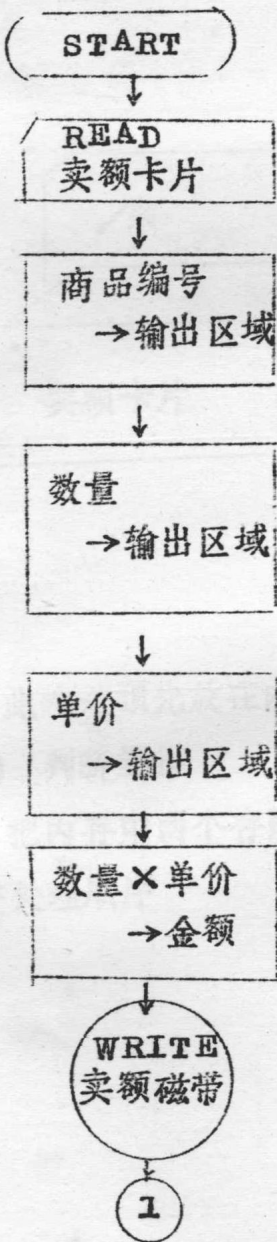 START
READ
卖额卡片
商品编号
→输出区域
数量
→输出区域
单价
→输出区域
数量×单价
→金额
WRITE
卖额磁带
1